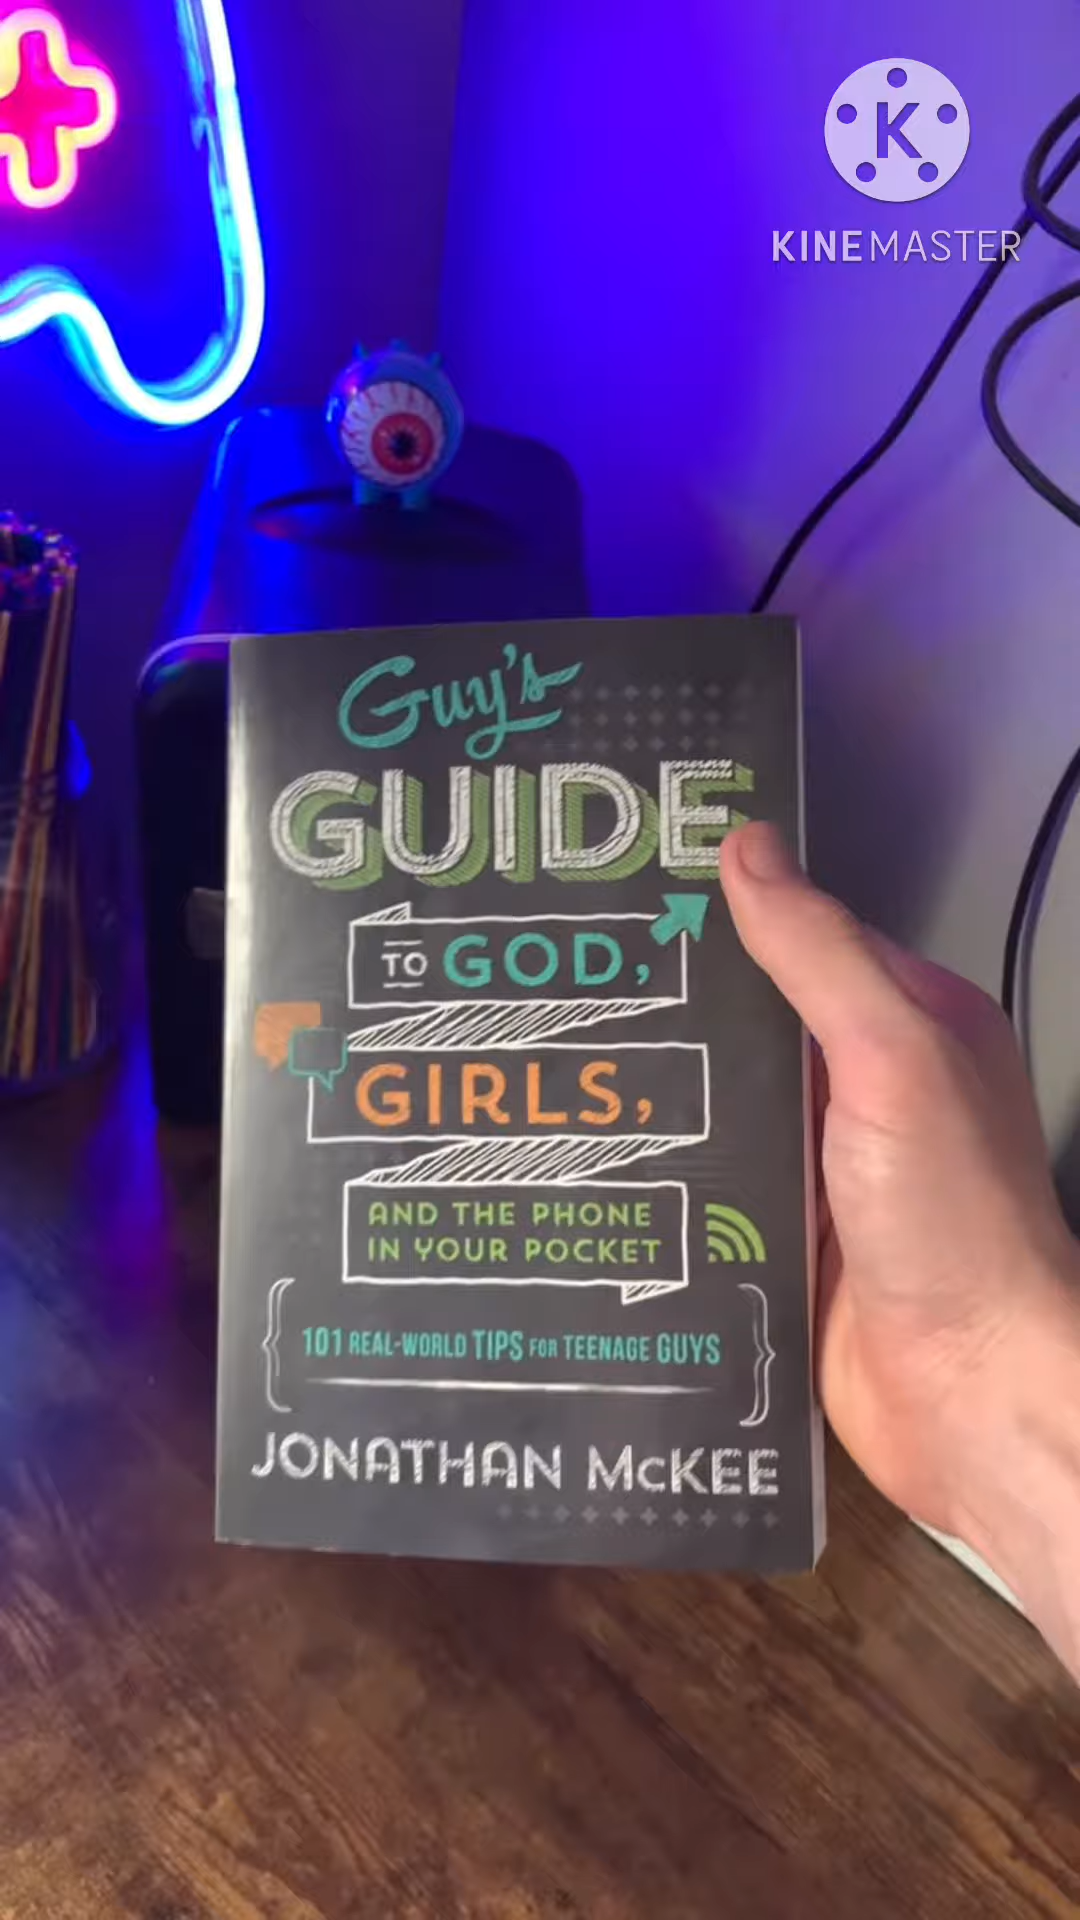 K
KINEMASTER
Guy's
GUIDE
TO GOD,
GIRLS,
AND THE PHONE
IN YOUR POCKET
101 REAL-WORLD TIPS FOR TEENAGE GUYS
JONATHAN McKEE